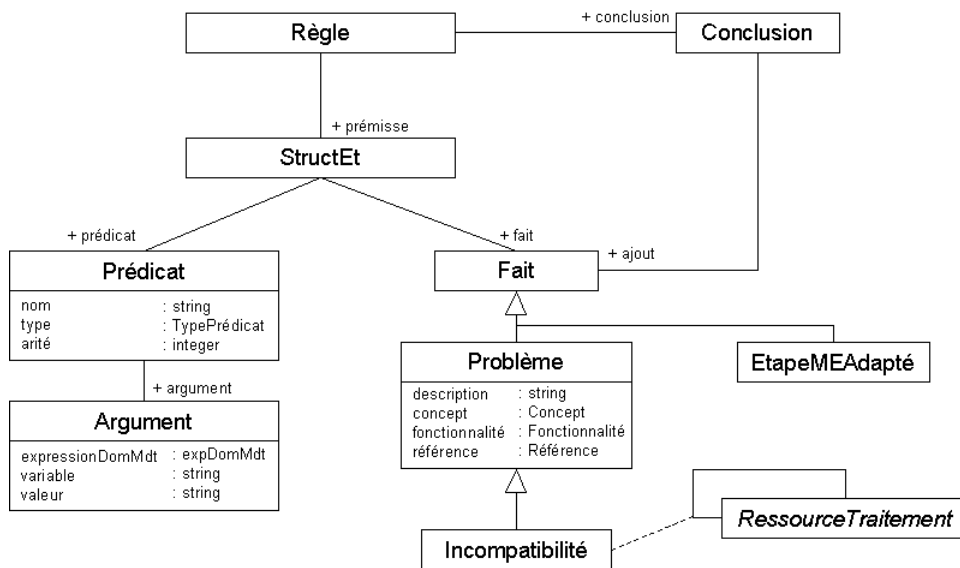 + conclusion
Règle
Conclusion
+ prémisse
StructEt
+ prédicat
+ fait
+ ajout
Prédicat
nom : string
type : TypePrédicat
arité : integer
Fait
Problème
description : string
concept : Concept
fonctionnalité : Fonctionnalité
référence : Référence
EtapeMEAdapté
+ argument
Argument
expressionDomMdt : expDomMdt
variable : string
valeur : string
RessourceTraitement
Incompatibilité